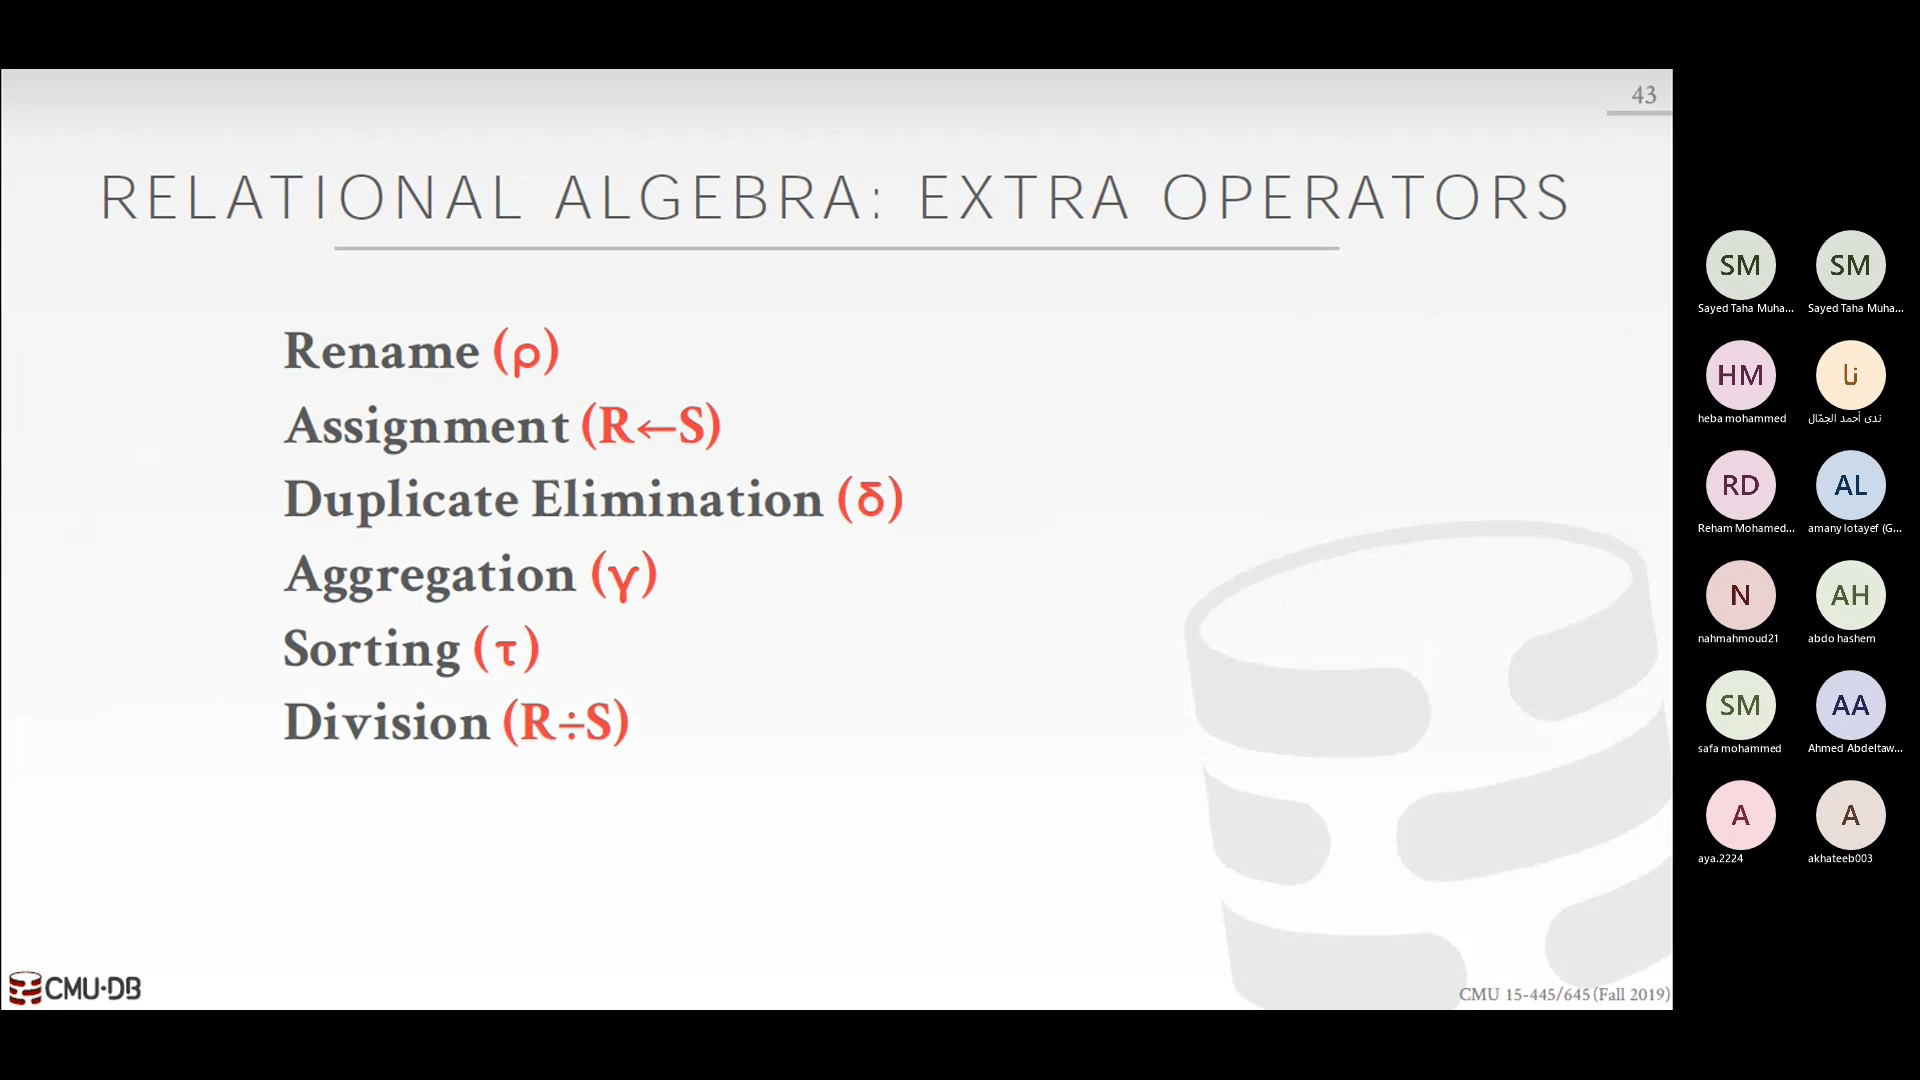 43
RELATIONAL ALGEBRA: EXTRA OPERATORS
Rename (ρ)
Assignment (R←S)
Duplicate Elimination (δ)
Aggregation (γ)
Sorting (τ)
Division (R÷S)
CMU·DB
CMU 15-445/645 (Fall 2019)
SM
SM
Sayed Taha Muha...
Sayed Taha Muha...
HM
نا
heba mohammed
ندى أحمد الجمّال
RD
AL
Reham Mohamed...
amany lotayef (G...
N
AH
nahmahmoud21
abdo hashem
SM
AA
safa mohammed
Ahmed Abdeltaw...
A
A
aya.2224
akhateeb003